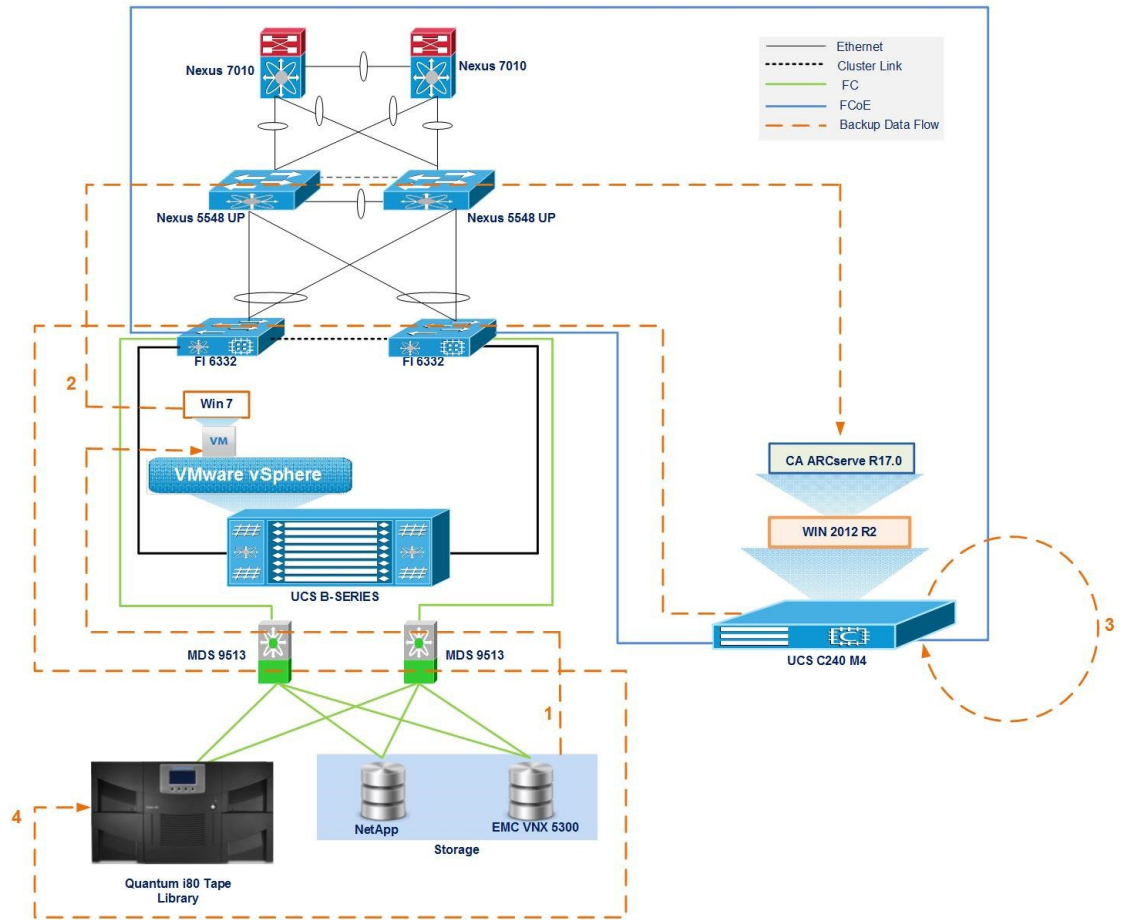 Nexus 7010
Nexus 7010
Ethernet
Cluster Link
FC
FCoE
Backup Data Flow
Nexus 5548 UP
Nexus 5548 UP
FI 6332
FI 6332
2
Win 7
VM
VMware vSphere
CA ARCserve R17.0
WIN 2012 R2
UCS B-SERIES
C
3
UCS C240 M4
MDS 9513
MDS 9513
1
4
NetApp
EMC VNX 5300
Storage
Quantum i80 Tape
Library